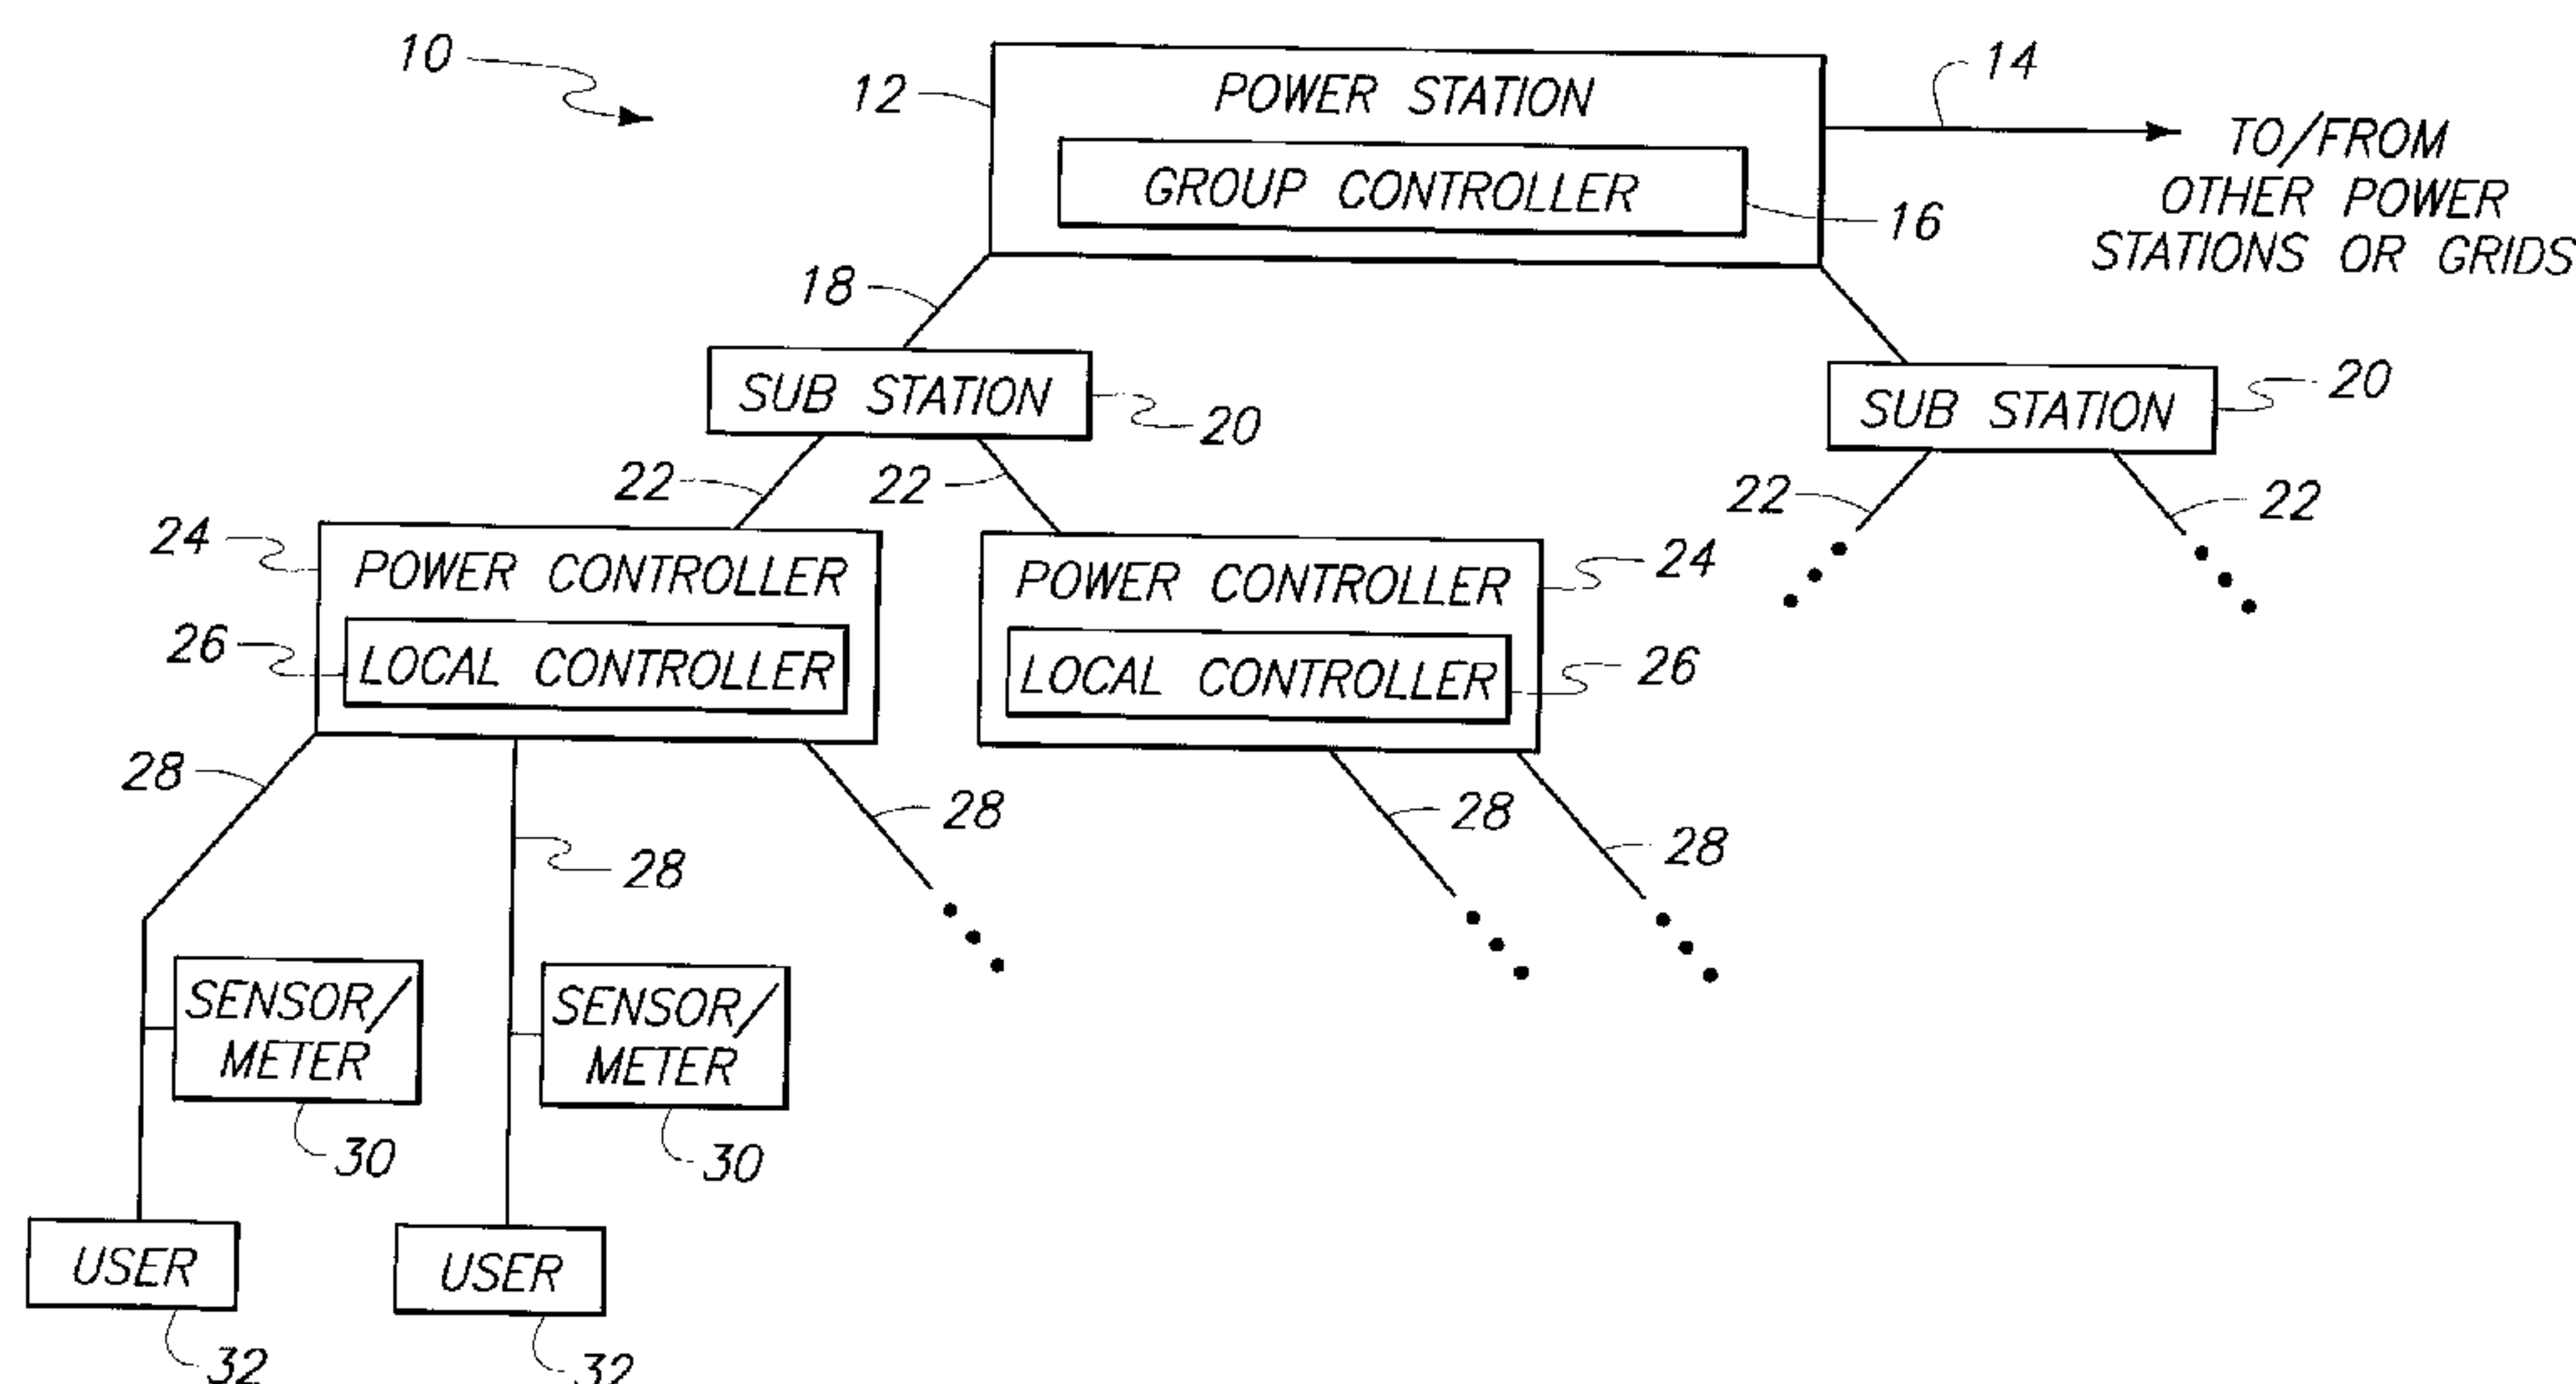 10
12
POWER STATION
14
GROUP CONTROLLER
16
TO/FROM
OTHER POWER
STATIONS OR GRIDS
18
SUB STATION
20
SUB STATION
20
22
22
22
22
24
POWER CONTROLLER
26
LOCAL CONTROLLER
POWER CONTROLLER
24
LOCAL CONTROLLER
26
28
28
28
28
28
SENSOR/
METER
30
SENSOR/
METER
30
USER
32
USER
32